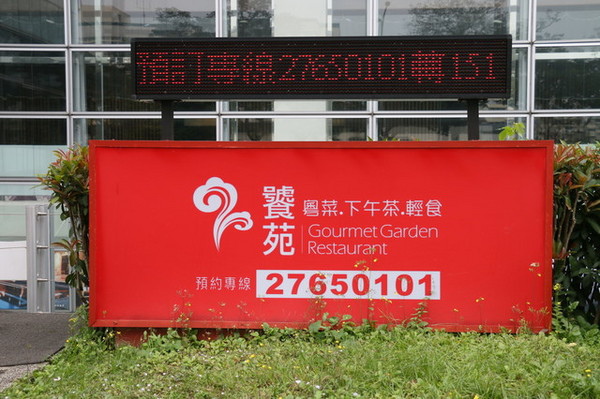 預訂專線27650101轉151
饕苑
粵菜.下午茶.輕食
Gourmet Garden
Restaurant
預約專線 27650101